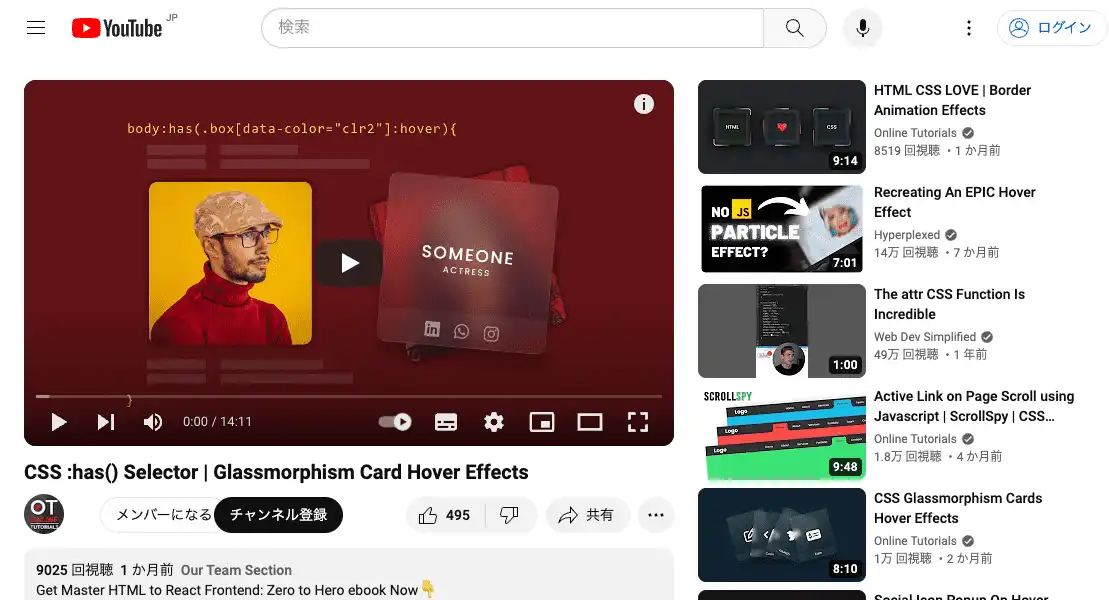 YouTube JP
検索
ログイン
body:has(.box[data-color="clr2"]:hover){
SOMEONE
ACTRESS
}
0:00 / 14:11
CSS :has() Selector | Glassmorphism Card Hover Effects
OT
ONLINE
TUTORIALS
メンバーになる
チャンネル登録
495
共有
9025 回視聴 1 か月前 Our Team Section
Get Master HTML to React Frontend: Zero to Hero ebook Now👇
HTML
CSS
9:14
HTML CSS LOVE | Border
Animation Effects
Online Tutorials
8519 回視聴 ・1 か月前
NO JS
PARTICLE
EFFECT?
7:01
Recreating An EPIC Hover
Effect
Hyperplexed
14万 回視聴 ・7 か月前
1:00
The attr CSS Function Is
Incredible
Web Dev Simplified
49万 回視聴 ・1 年前
SCROLLSPY
Logo
Logo
Logo
9:48
Active Link on Page Scroll using
Javascript | ScrollSpy | CSS…
Online Tutorials
1.8万 回視聴 ・4 か月前
8:10
CSS Glassmorphism Cards
Hover Effects
Online Tutorials
1万 回視聴 ・2 か月前
Social Icon Popup On Hover